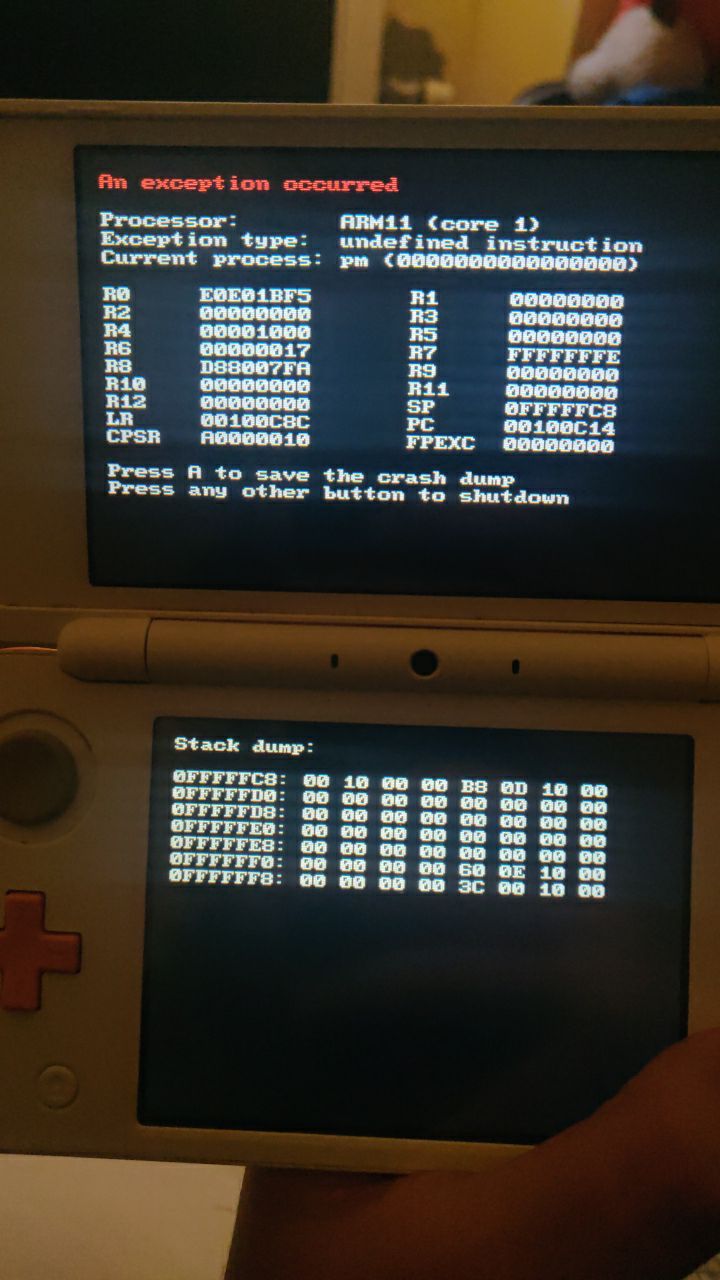 An exception occurred
Processor: ARM11 (core 1)
Exception type: undefined instruction
Current process: pm (0000000000000000)
R0 E0E01BF5 R1 00000000
R2 00000000 R3 00000000
R4 00001000 R5 00000000
R6 00000017 R7 FFFFFFFE
R8 D88007FA R9 00000000
R10 00000000 R11 00000000
R12 00000000 SP 0FFFFFC8
LR 00100C8C PC 00100C14
CPSR A0000010 FPEXC 00000000
Press A to save the crash dump
Press any other button to shutdown
Stack dump:
0FFFFFC8: 00 10 00 00 B8 0D 10 00
0FFFFFD0: 00 00 00 00 00 00 00 00
0FFFFFD8: 00 00 00 00 00 00 00 00
0FFFFFE0: 00 00 00 00 00 00 00 00
0FFFFFE8: 00 00 00 00 00 00 00 00
0FFFFFF0: 00 00 00 00 60 0E 10 00
0FFFFFF8: 00 00 00 00 3C 00 10 00